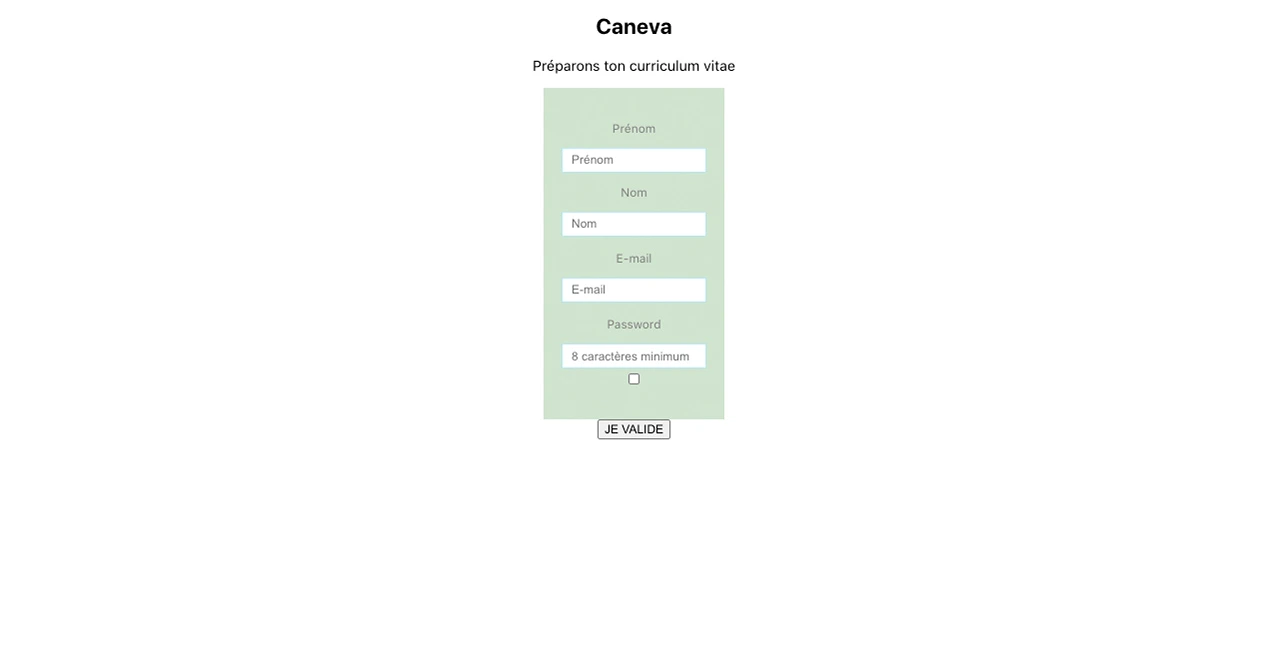 Caneva
Préparons ton curriculum vitae
Prénom
Prénom
Nom
Nom
E-mail
E-mail
Password
8 caractères minimum
JE VALIDE